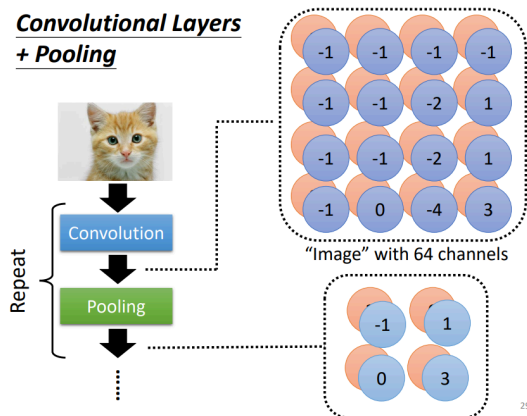 Convolutional Layers
+ Pooling
-1 -1 -1 -1
-1 -1 -2 1
-1 -1 -2 1
-1 0 -4 3
Convolution
"Image" with 64 channels
Repeat
Pooling
-1 1
0 3